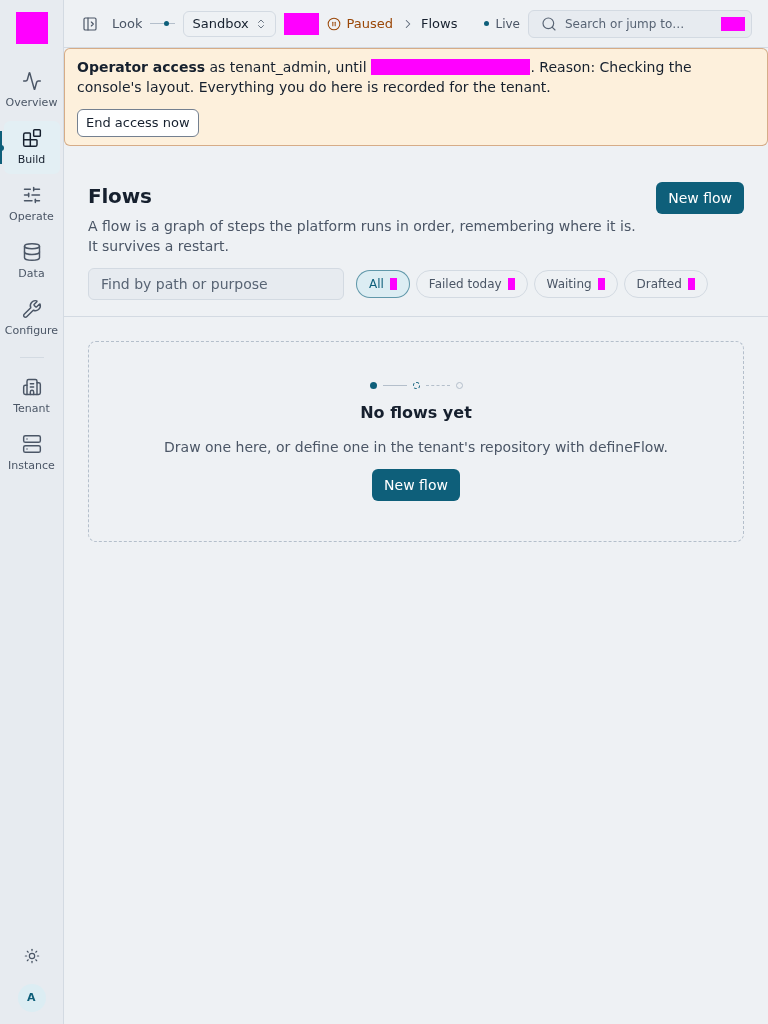 Look
Sandbox
Paused
Flows
Live
Search or jump to...
Operator access as tenant_admin, until . Reason: Checking the
console's layout. Everything you do here is recorded for the tenant.
End access now
Overview
Build
Operate
Data
Configure
Tenant
Instance
A
Flows
New flow
A flow is a graph of steps the platform runs in order, remembering where it is.
It survives a restart.
Find by path or purpose
All
Failed today
Waiting
Drafted
No flows yet
Draw one here, or define one in the tenant's repository with defineFlow.
New flow